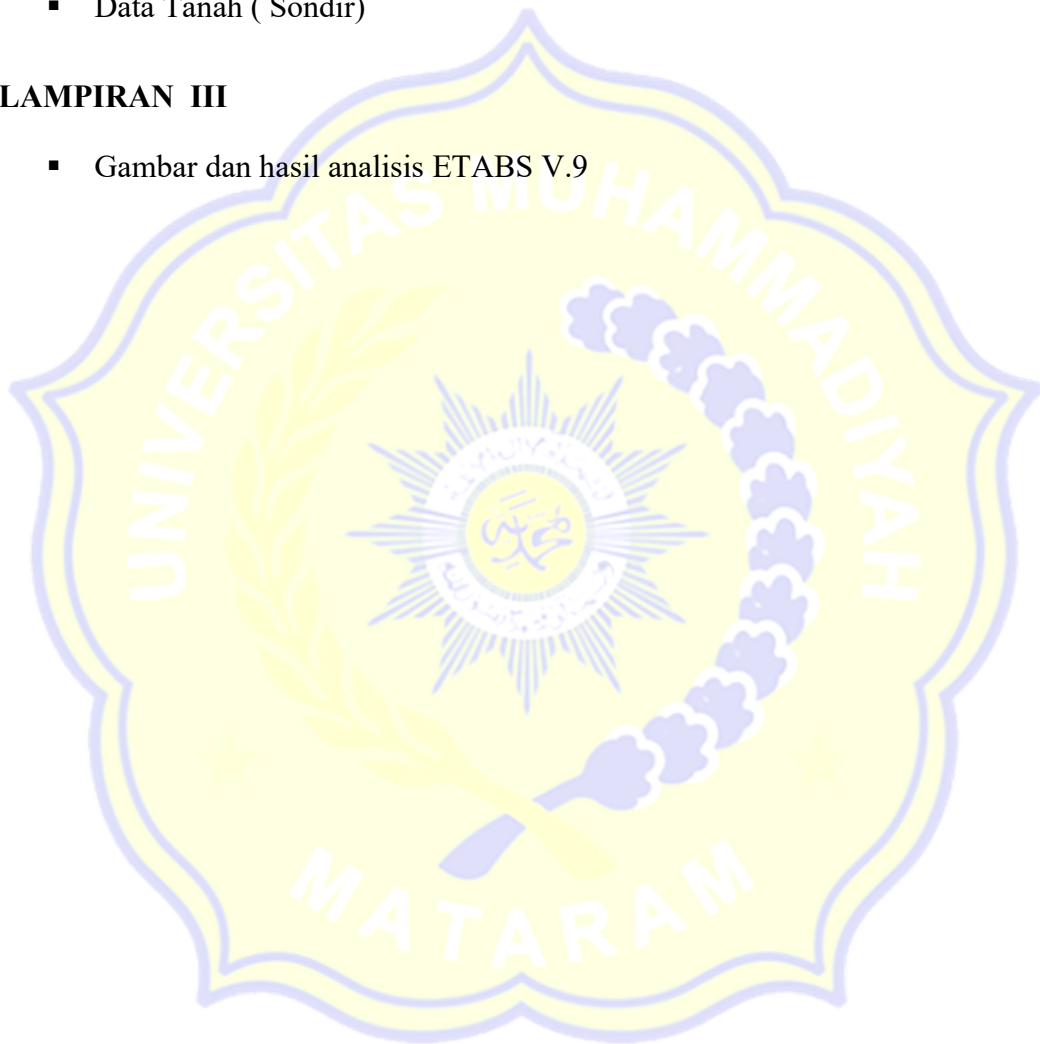 ▪ Data Tanah ( Sondir)
LAMPIRAN III
▪ Gambar dan hasil analisis ETABS V.9
UNIVERSITAS MUHAMMADIYAH
MATARAM